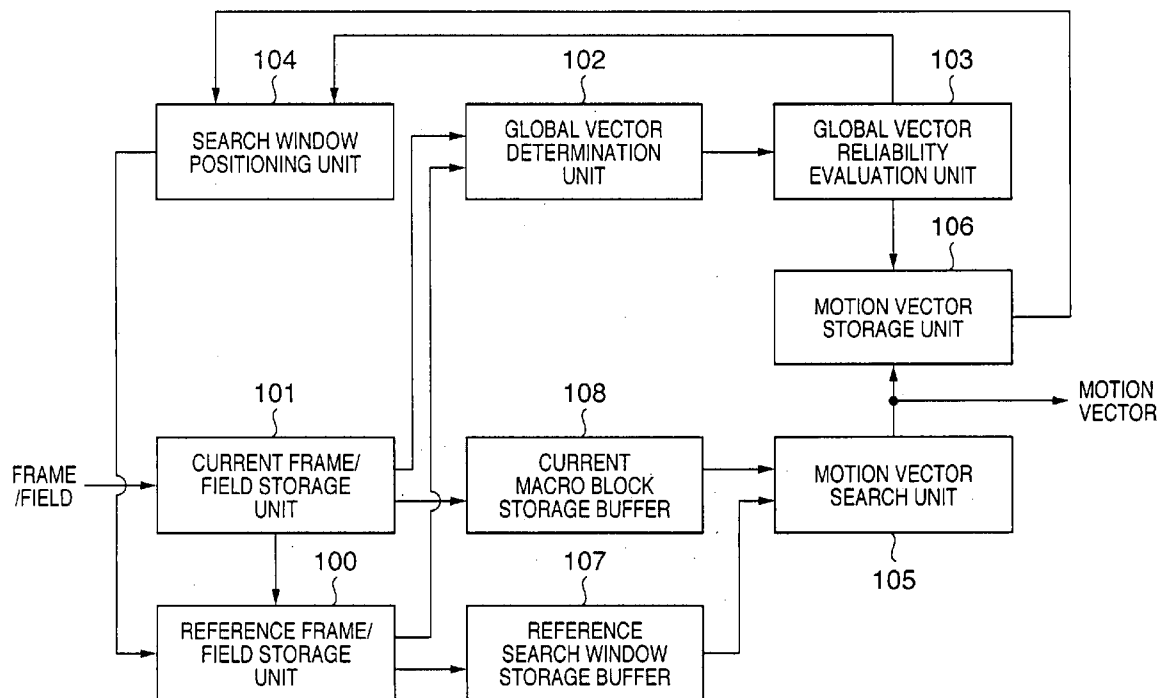 104
SEARCH WINDOW
POSITIONING UNIT
102
GLOBAL VECTOR
DETERMINATION
UNIT
103
GLOBAL VECTOR
RELIABILITY
EVALUATION UNIT
106
MOTION VECTOR
STORAGE UNIT
MOTION
VECTOR
FRAME
/FIELD
101
CURRENT FRAME/
FIELD STORAGE
UNIT
108
CURRENT
MACRO BLOCK
STORAGE BUFFER
MOTION VECTOR
SEARCH UNIT
105
100
REFERENCE FRAME/
FIELD STORAGE
UNIT
107
REFERENCE
SEARCH WINDOW
STORAGE BUFFER